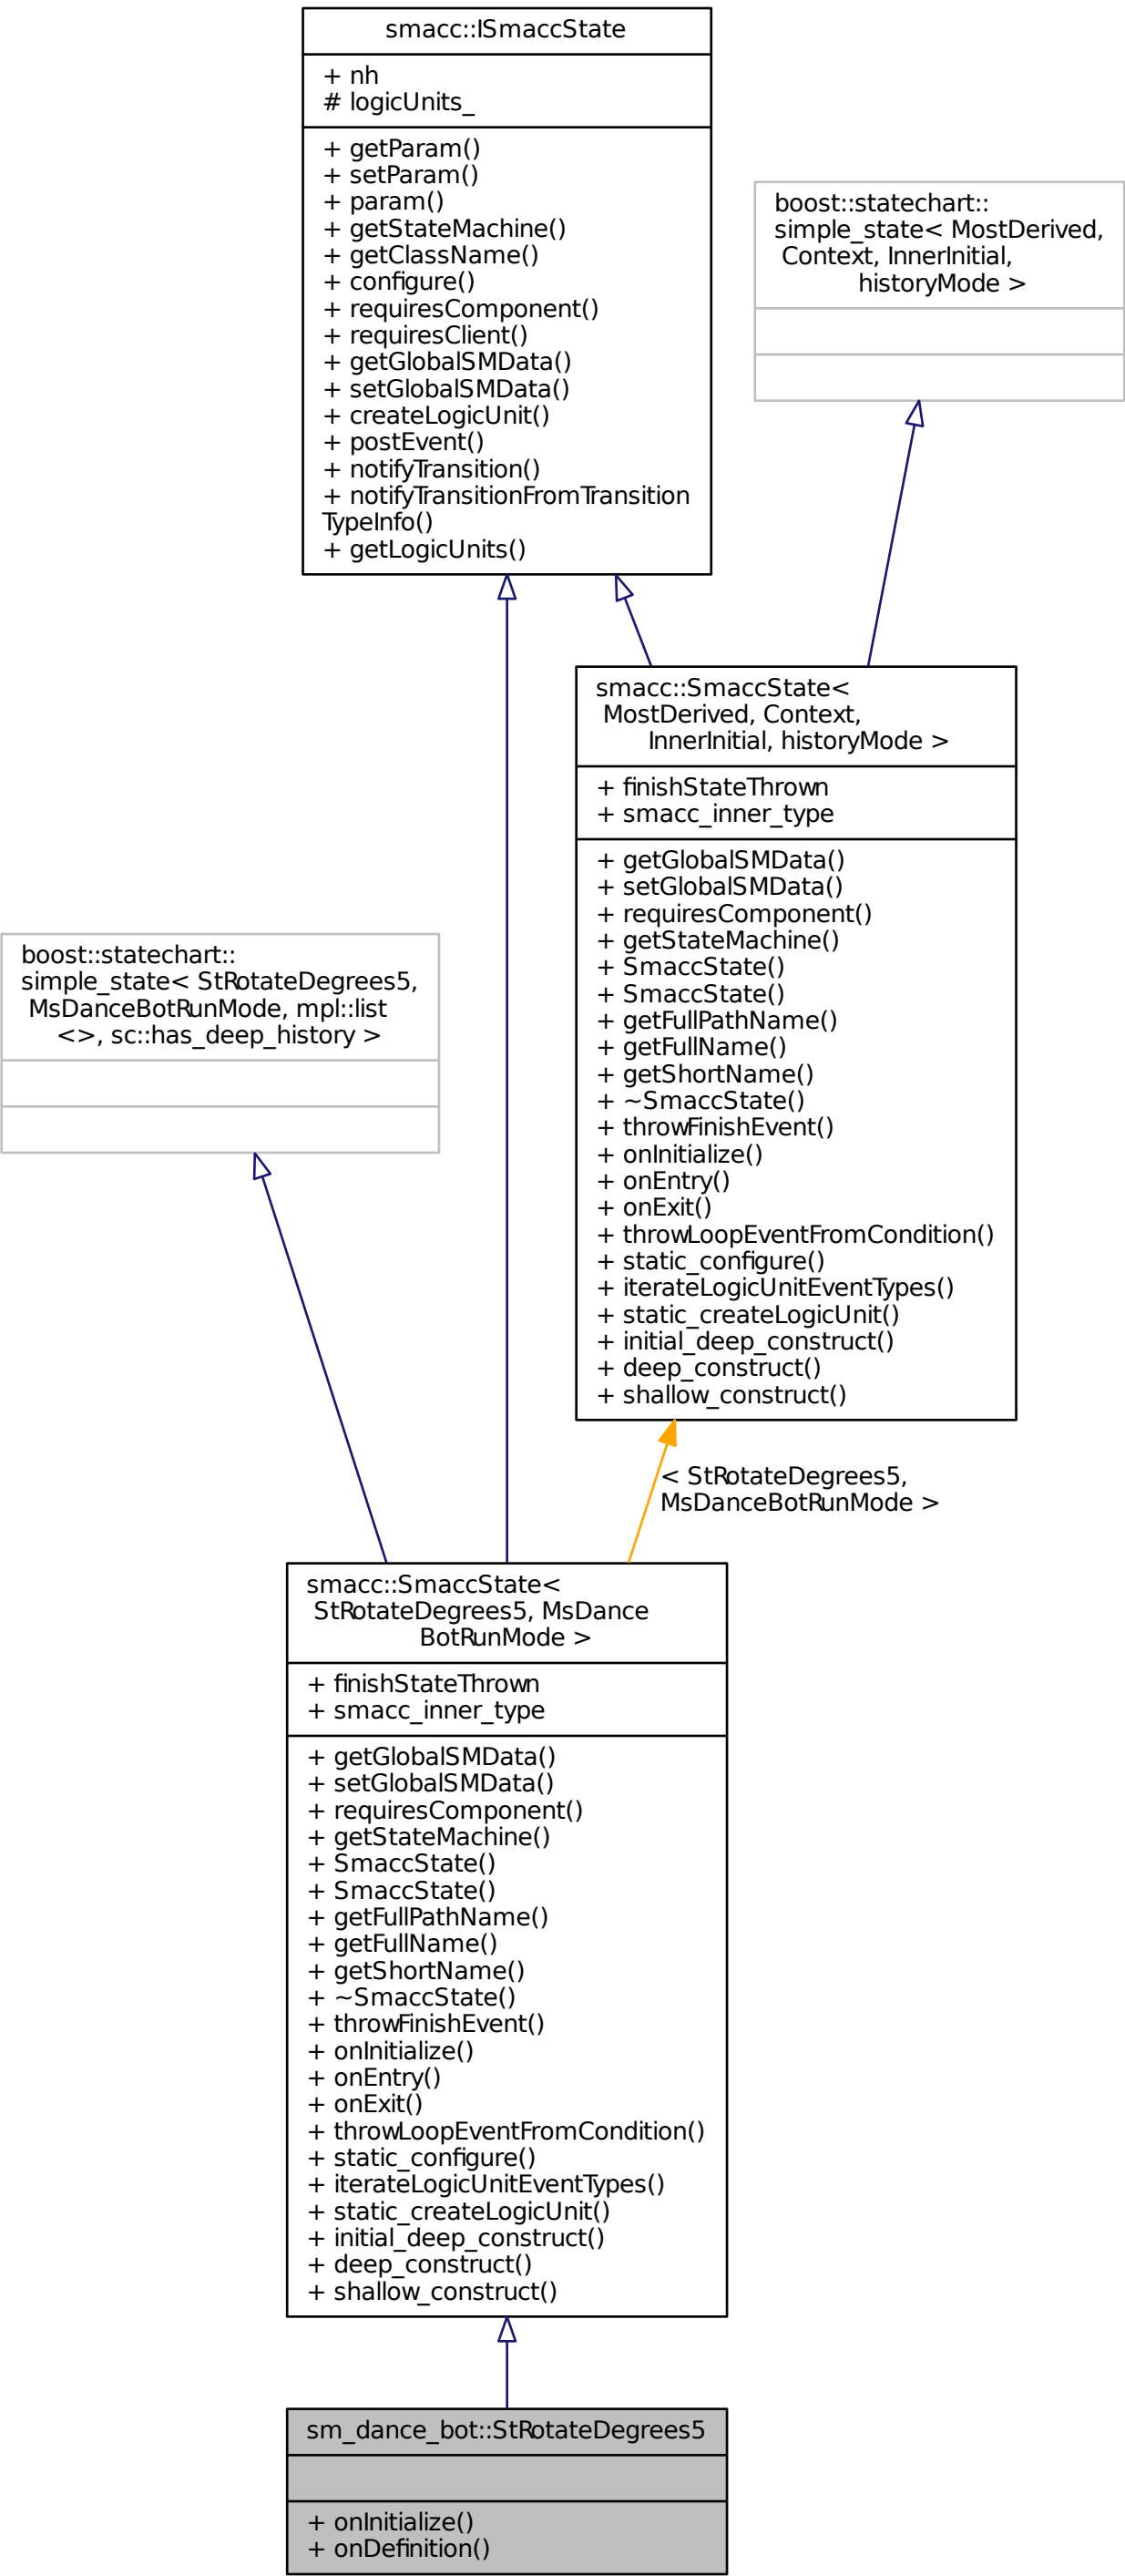 smacc::ISmaccState
+ nh
# logicUnits_
+ getParam()
+ setParam()
+ param()
+ getStateMachine()
+ getClassName()
+ configure()
+ requiresComponent()
+ requiresClient()
+ getGlobalSMData()
+ setGlobalSMData()
+ createLogicUnit()
+ postEvent()
+ notifyTransition()
+ notifyTransitionFromTransition
TypeInfo()
+ getLogicUnits()
boost::statechart::
simple_state< MostDerived,
Context, InnerInitial,
historyMode >
smacc::SmaccState<
MostDerived, Context,
InnerInitial, historyMode >
+ finishStateThrown
+ smacc_inner_type
+ getGlobalSMData()
+ setGlobalSMData()
+ requiresComponent()
+ getStateMachine()
+ SmaccState()
+ SmaccState()
+ getFullPathName()
+ getFullName()
+ getShortName()
+ ~SmaccState()
+ throwFinishEvent()
+ onInitialize()
+ onEntry()
+ onExit()
+ throwLoopEventFromCondition()
+ static_configure()
+ iterateLogicUnitEventTypes()
+ static_createLogicUnit()
+ initial_deep_construct()
+ deep_construct()
+ shallow_construct()
boost::statechart::
simple_state< StRotateDegrees5,
MsDanceBotRunMode, mpl::list
<>, sc::has_deep_history >
< StRotateDegrees5,
MsDanceBotRunMode >
smacc::SmaccState<
StRotateDegrees5, MsDance
BotRunMode >
+ finishStateThrown
+ smacc_inner_type
+ getGlobalSMData()
+ setGlobalSMData()
+ requiresComponent()
+ getStateMachine()
+ SmaccState()
+ SmaccState()
+ getFullPathName()
+ getFullName()
+ getShortName()
+ ~SmaccState()
+ throwFinishEvent()
+ onInitialize()
+ onEntry()
+ onExit()
+ throwLoopEventFromCondition()
+ static_configure()
+ iterateLogicUnitEventTypes()
+ static_createLogicUnit()
+ initial_deep_construct()
+ deep_construct()
+ shallow_construct()
sm_dance_bot::StRotateDegrees5
+ onInitialize()
+ onDefinition()